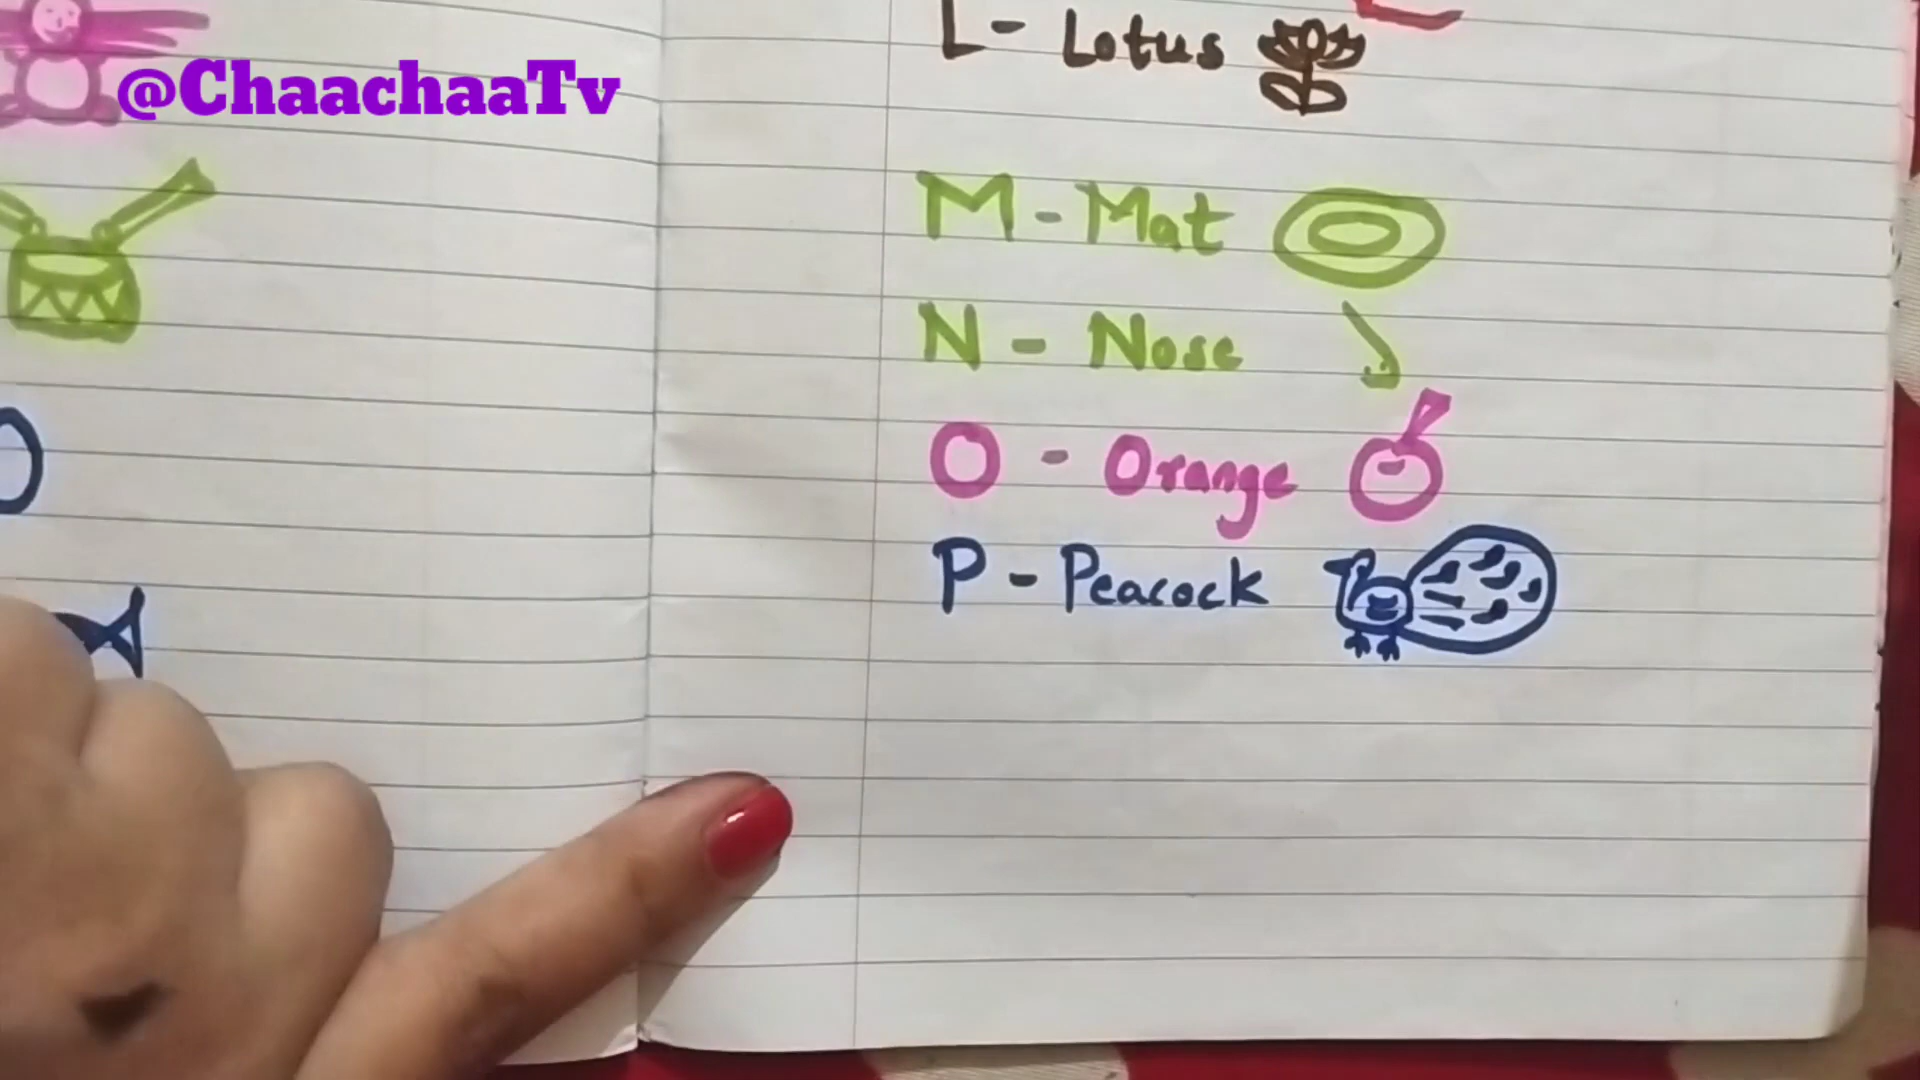 @ChaachaaTv
L - Lotus
M - Mat
N - Nose
O - Orange
P - Peacock